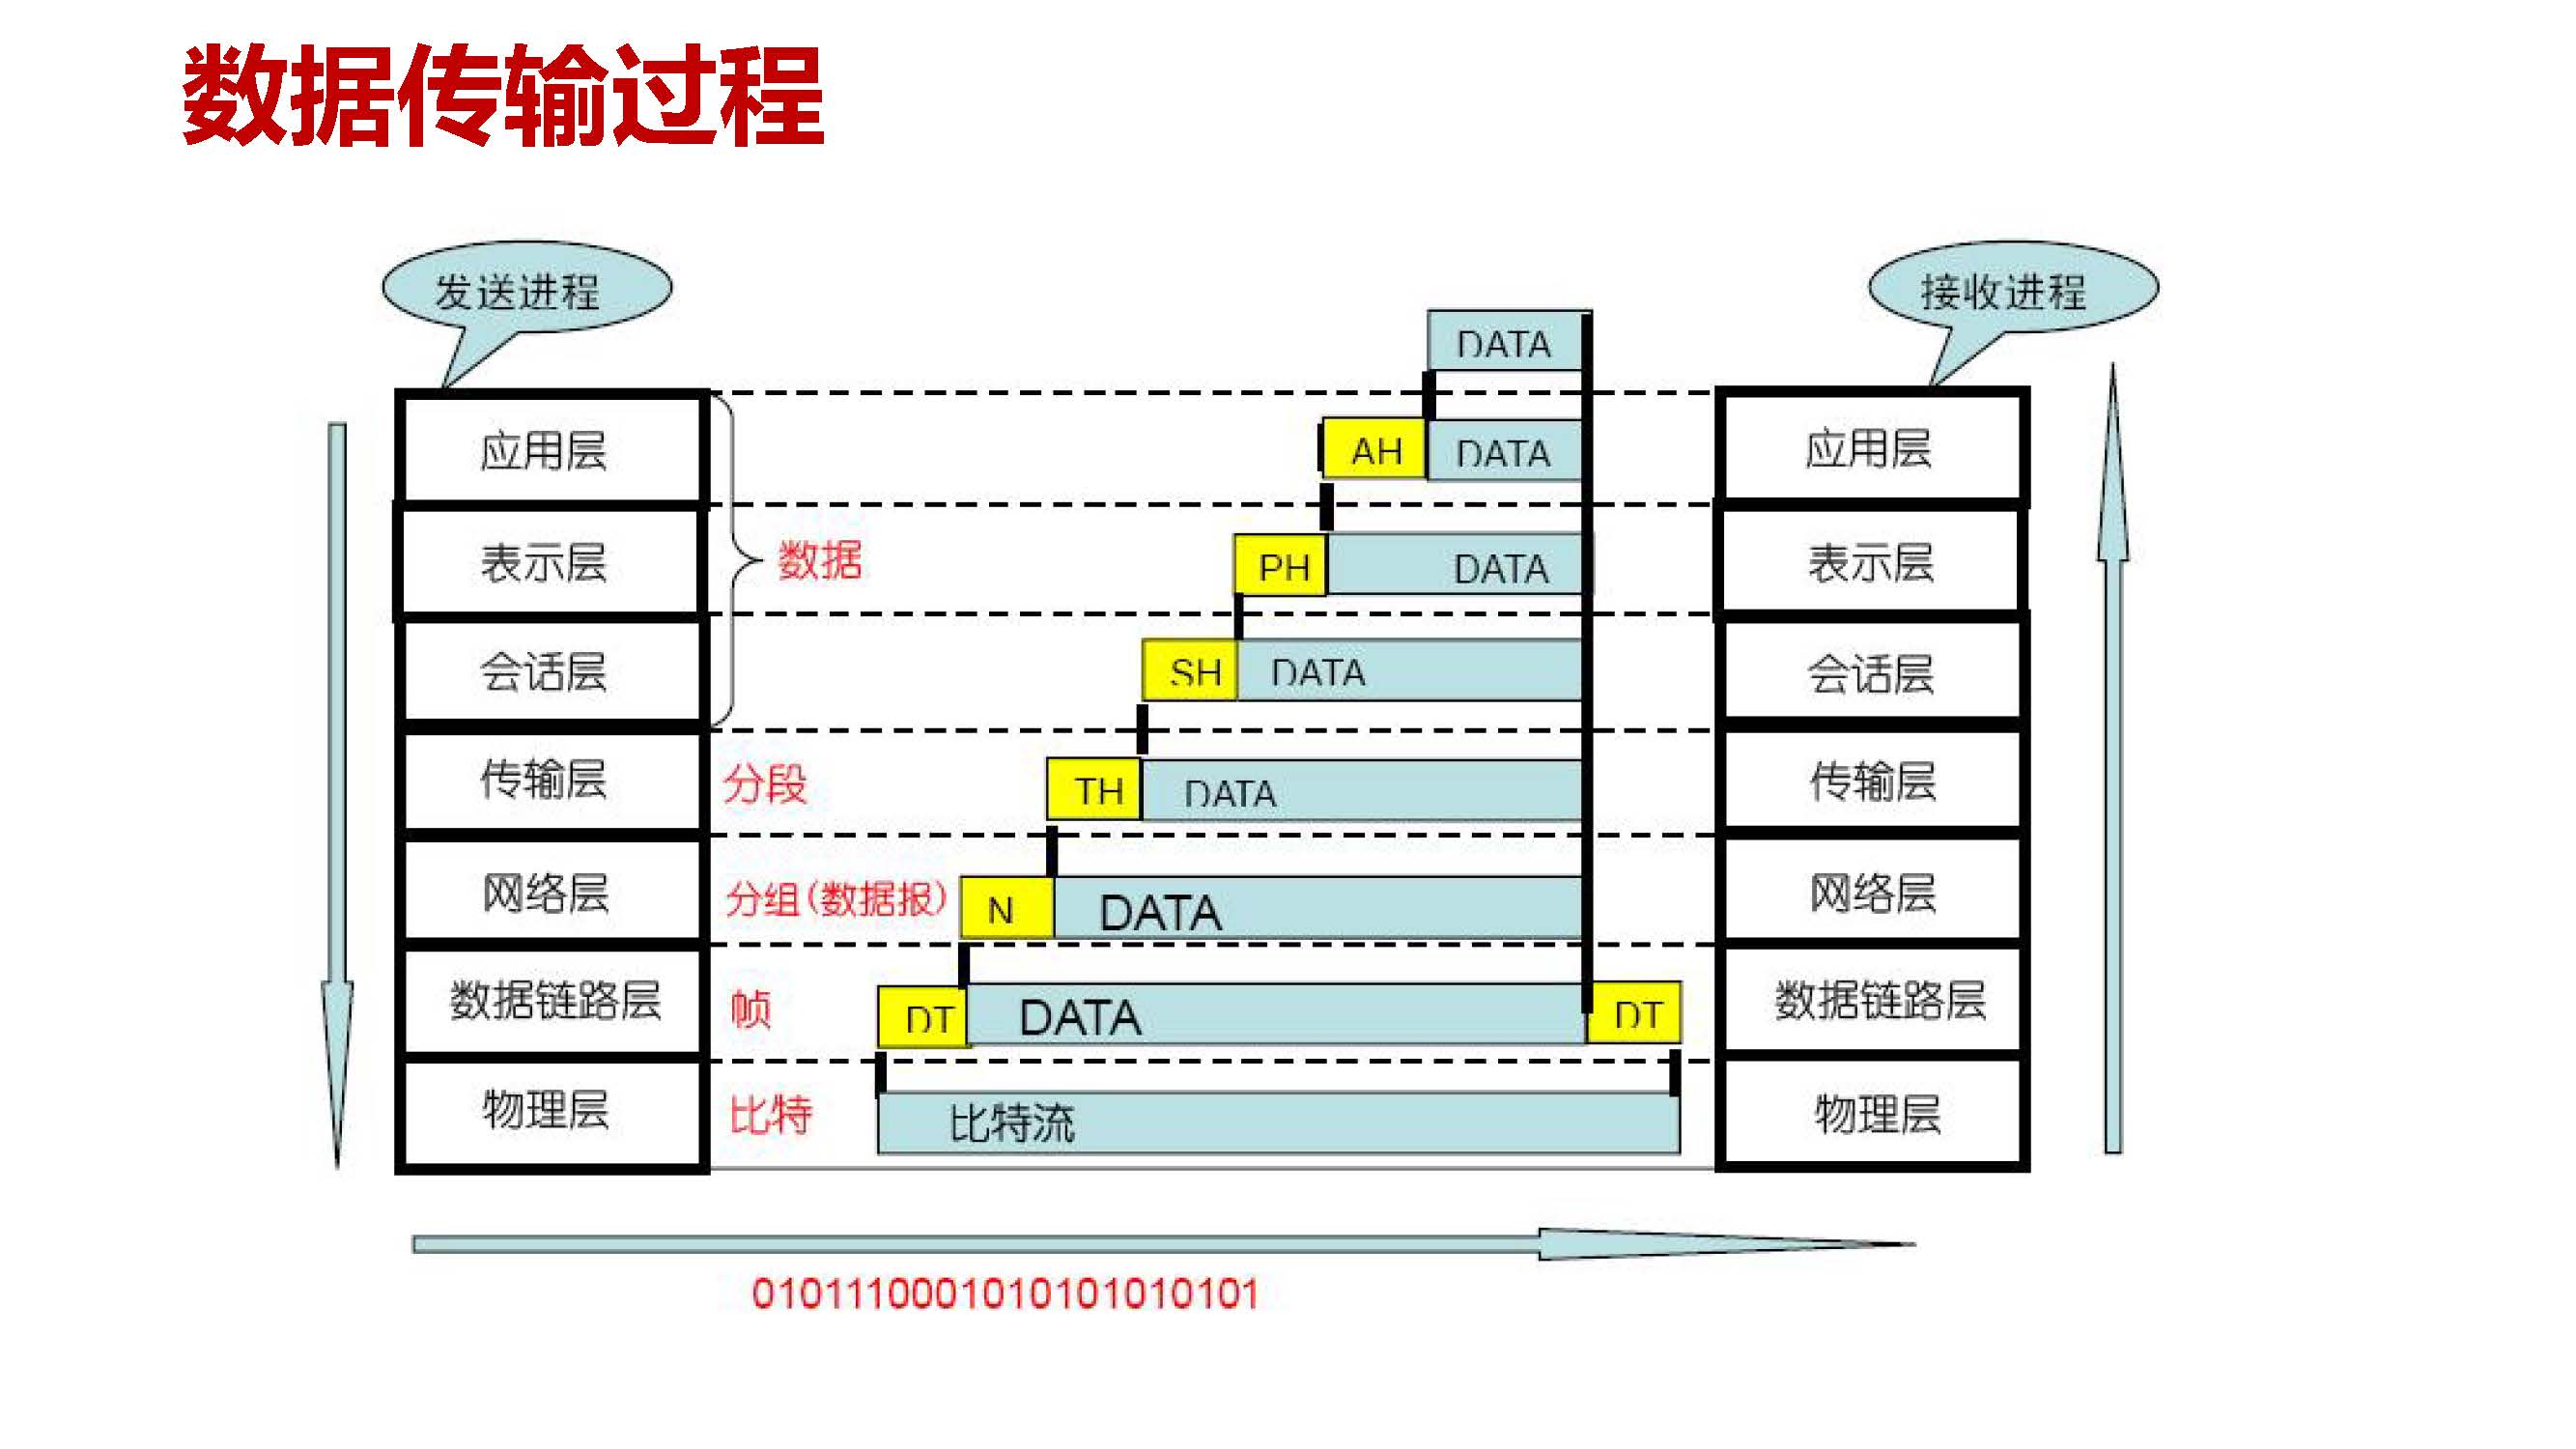 数据传输过程
发送进程
接收进程
DATA
应用层
AH DATA
应用层
表示层
数据
PH DATA
表示层
会话层
SH DATA
会话层
传输层
分段
TH DATA
传输层
网络层
分组(数据报)
N DATA
网络层
数据链路层
帧
DT DATA DT
数据链路层
物理层
比特
比特流
物理层
0101110001010101010101